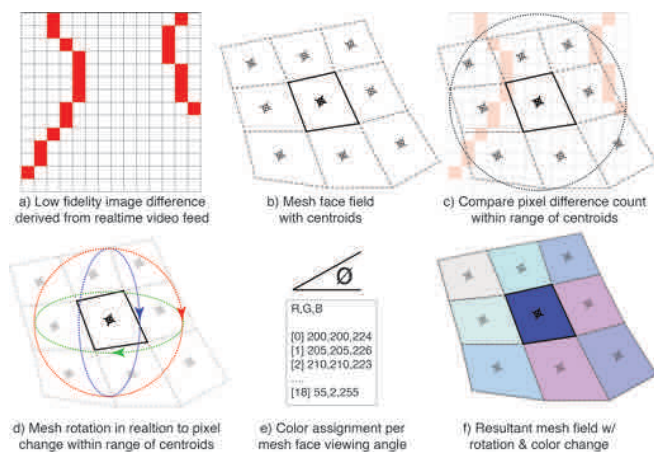 a) Low fidelity image difference
derived from realtime video feed
b) Mesh face field
with centroids
c) Compare pixel difference count
within range of centroids
d) Mesh rotation in realtion to pixel
change within range of centroids
Ø
R,G,B
[0] 200,200,224
[1] 205,205,226
[2] 210,210,223
....
[18] 55,2,255
e) Color assignment per
mesh face viewing angle
f) Resultant mesh field w/
rotation & color change